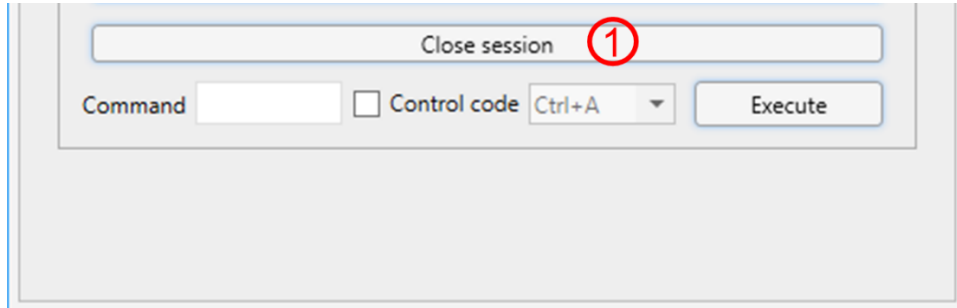 Close session ①
Command Control code Ctrl+A Execute